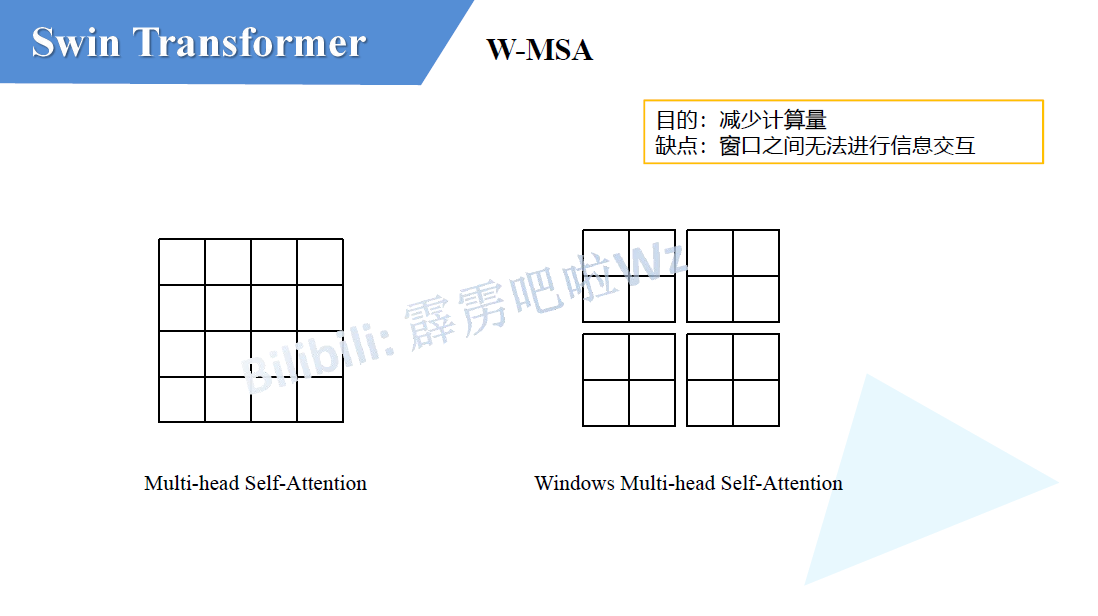 Swin Transformer
W-MSA
目的：减少计算量
缺点：窗口之间无法进行信息交互
Bilibili: 霹雳吧啦Wz
Multi-head Self-Attention
Windows Multi-head Self-Attention